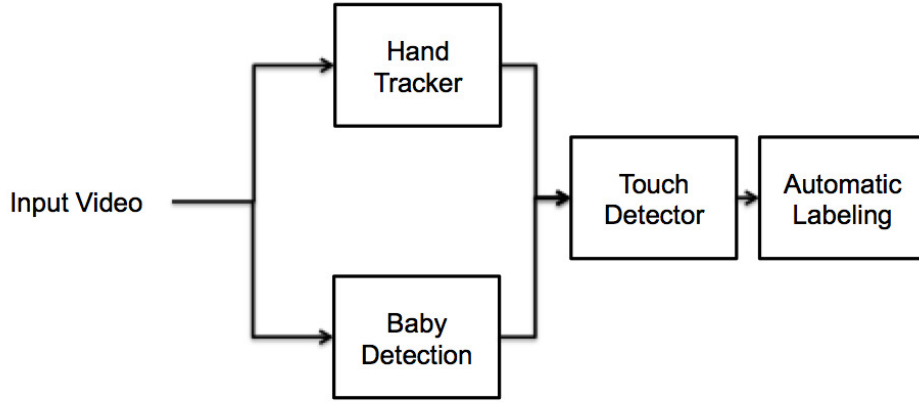 Input Video
Hand
Tracker
Baby
Detection
Touch
Detector
Automatic
Labeling